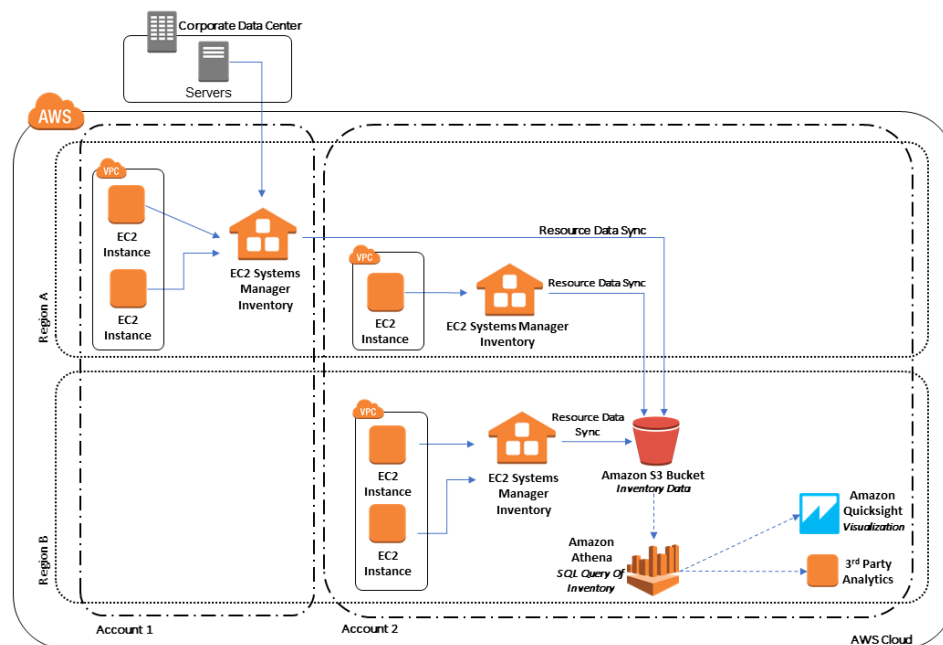 Corporate Data Center
Servers
AWS
VPC
EC2
Instance
EC2
Instance
EC2 Systems
Manager
Inventory
Resource Data Sync
VPC
EC2
Instance
EC2 Systems Manager
Inventory
Resource Data Sync
Region A
VPC
EC2
Instance
EC2
Instance
EC2 Systems
Manager
Inventory
Resource Data
Sync
Amazon S3 Bucket
Inventory Data
Amazon
Athena
SQL Query Of
Inventory
Amazon
Quicksight
Visualization
3rd Party
Analytics
Region B
Account 1
Account 2
AWS Cloud